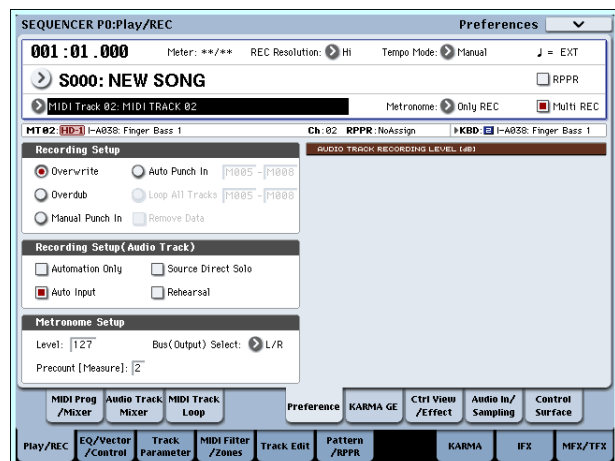 SEQUENCER P0:Play/REC Preferences
001:01.000 Meter: **/** REC Resolution: Hi Tempo Mode: Manual ♩ = EXT
S000: NEW SONG RPPR
MIDI Track 02: MIDI TRACK 02 Metronome: Only REC Multi REC
MT02: HD-1 I-A038: Finger Bass 1 Ch:02 RPPR:NoAssign KBD: I-A038: Finger Bass 1
Recording Setup
Overwrite Auto Punch In M005 - M008
Overdub Loop All Tracks M005 - M008
Manual Punch In Remove Data
AUDIO TRACK RECORDING LEVEL [dB]
Recording Setup(Audio Track)
Automation Only Source Direct Solo
Auto Input Rehearsal
Metronome Setup
Level: 127 Bus(Output) Select: L/R
Precount [Measure]: 2
MIDI Prog /Mixer Audio Track Mixer MIDI Track Loop Preference KARMA GE Ctrl View /Effect Audio In/ Sampling Control Surface
Play/REC EQ/Vector /Control Track Parameter MIDI Filter /Zones Track Edit Pattern /RPPR KARMA IFX MFX/TFX